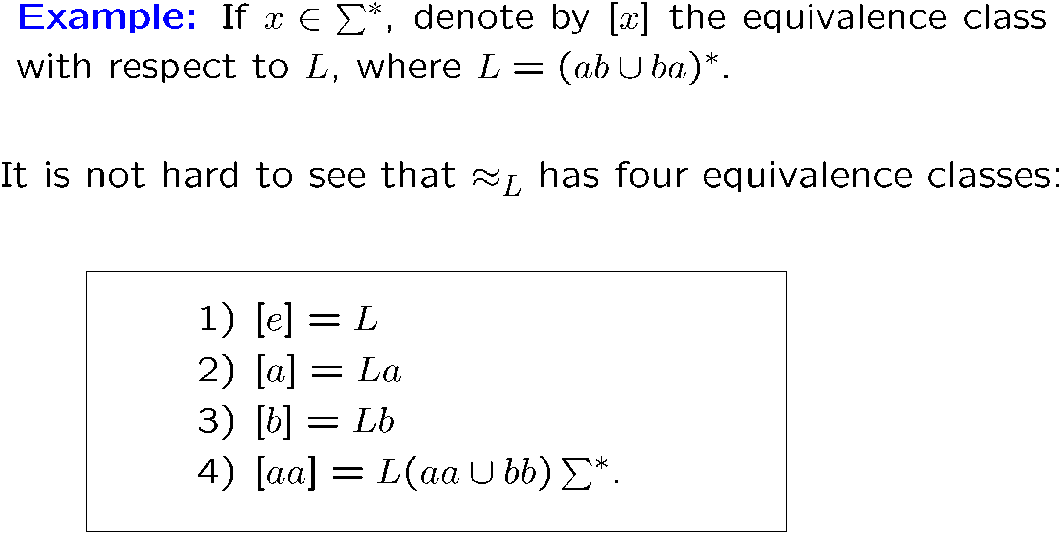 Example: If x ∈ Σ*, denote by [x] the equivalence class
with respect to L, where L = (ab ∪ ba)*.
It is not hard to see that ≈_L has four equivalence classes:
1) [e] = L
2) [a] = La
3) [b] = Lb
4) [aa] = L(aa ∪ bb) Σ*.